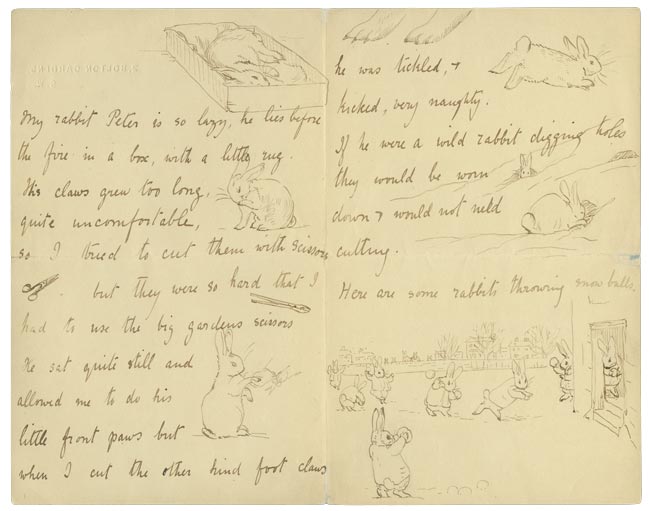 My rabbit Peter is so lazy, he lies before
the fire in a box, with a little rug.
His claws grew too long,
quite uncomfortable,
so I tried to cut them with scissors
but they were so hard that I
had to use the big gardens scissors
He sat quite still and
allowed me to do his
little front paws but
when I cut the other hind foot claws
he was tickled, &
kicked, very naughty.
If he were a wild rabbit digging holes
they would be worn
down & would not need
cutting.
Here are some rabbits throwing snow balls.